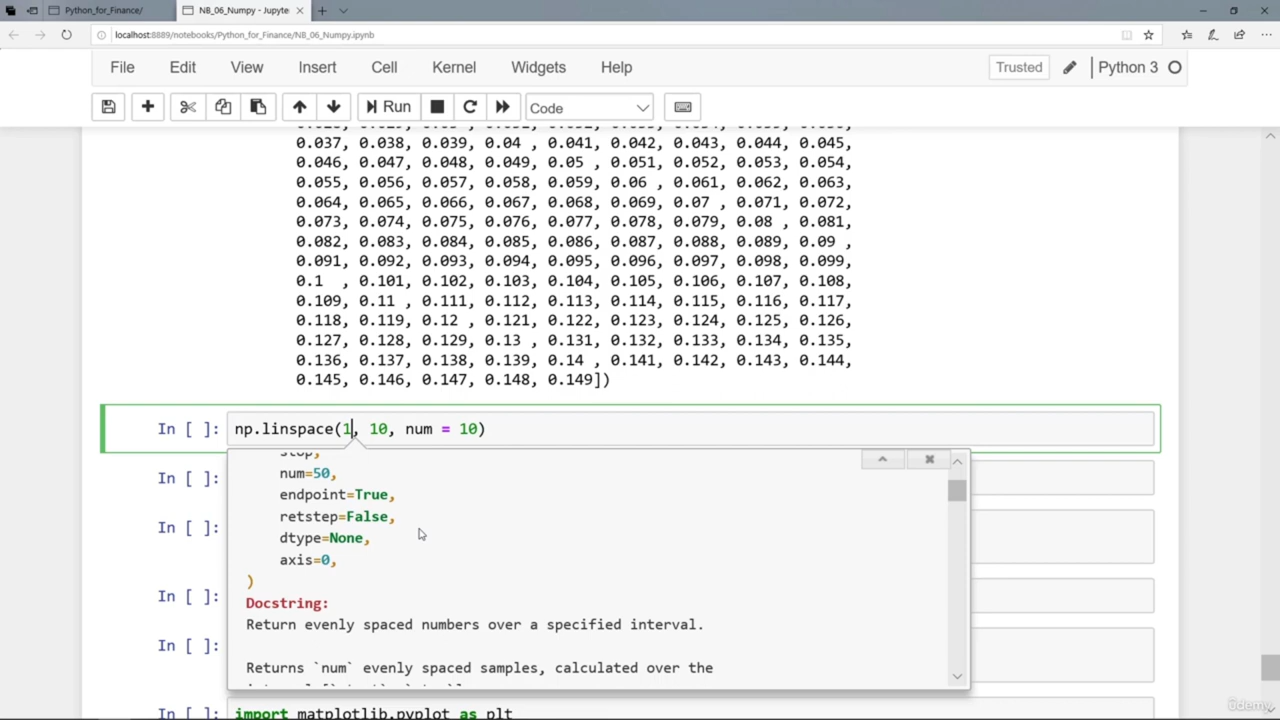 Python_for_Finance/
NB_06_Numpy - Jupyte
localhost:8889/notebooks/Python_for_Finance/NB_06_Numpy.ipynb
File Edit View Insert Cell Kernel Widgets Help Trusted Python 3
Run Code
0.037, 0.038, 0.039, 0.04 , 0.041, 0.042, 0.043, 0.044, 0.045,
0.046, 0.047, 0.048, 0.049, 0.05 , 0.051, 0.052, 0.053, 0.054,
0.055, 0.056, 0.057, 0.058, 0.059, 0.06 , 0.061, 0.062, 0.063,
0.064, 0.065, 0.066, 0.067, 0.068, 0.069, 0.07 , 0.071, 0.072,
0.073, 0.074, 0.075, 0.076, 0.077, 0.078, 0.079, 0.08 , 0.081,
0.082, 0.083, 0.084, 0.085, 0.086, 0.087, 0.088, 0.089, 0.09 ,
0.091, 0.092, 0.093, 0.094, 0.095, 0.096, 0.097, 0.098, 0.099,
0.1 , 0.101, 0.102, 0.103, 0.104, 0.105, 0.106, 0.107, 0.108,
0.109, 0.11 , 0.111, 0.112, 0.113, 0.114, 0.115, 0.116, 0.117,
0.118, 0.119, 0.12 , 0.121, 0.122, 0.123, 0.124, 0.125, 0.126,
0.127, 0.128, 0.129, 0.13 , 0.131, 0.132, 0.133, 0.134, 0.135,
0.136, 0.137, 0.138, 0.139, 0.14 , 0.141, 0.142, 0.143, 0.144,
0.145, 0.146, 0.147, 0.148, 0.149])
In [ ]: np.linspace(1, 10, num = 10)
stop,
num=50,
In [ ]:
endpoint=True,
retstep=False,
In [ ]:
dtype=None,
axis=0,
)
In [ ]:
Docstring:
Return evenly spaced numbers over a specified interval.
In [ ]:
Returns `num` evenly spaced samples, calculated over the
In [ ]: import matplotlib.pyplot as plt
ûdemy